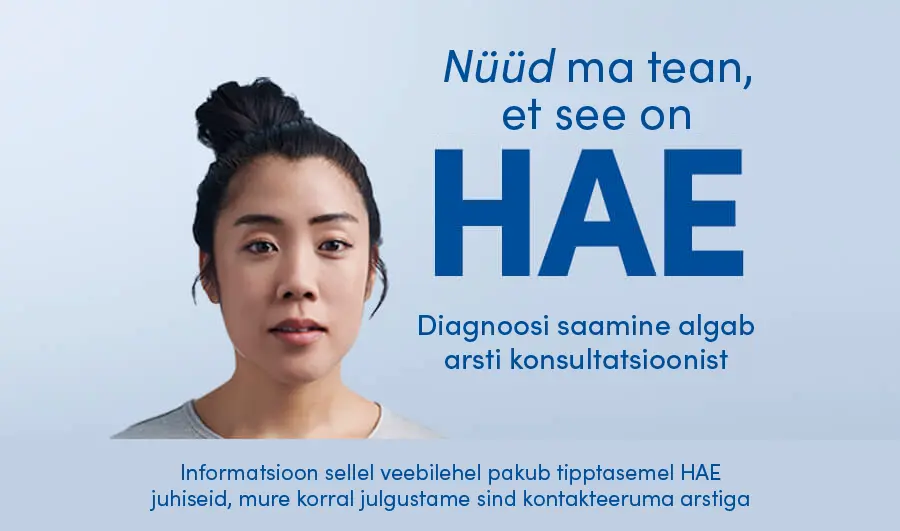 Nüüd ma tean,
et see on
HAE
Diagnoosi saamine algab
arsti konsultatsioonist
Informatsioon sellel veebilehel pakub tipptasemel HAE
juhiseid, mure korral julgustame sind kontakteeruma arstiga